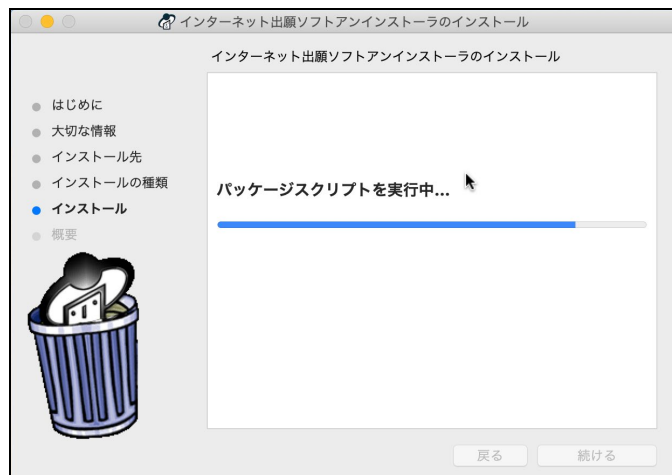 インターネット出願ソフトアンインストーラのインストール
インターネット出願ソフトアンインストーラのインストール
はじめに
大切な情報
インストール先
インストールの種類
インストール
概要
パッケージスクリプトを実行中...
戻る
続ける